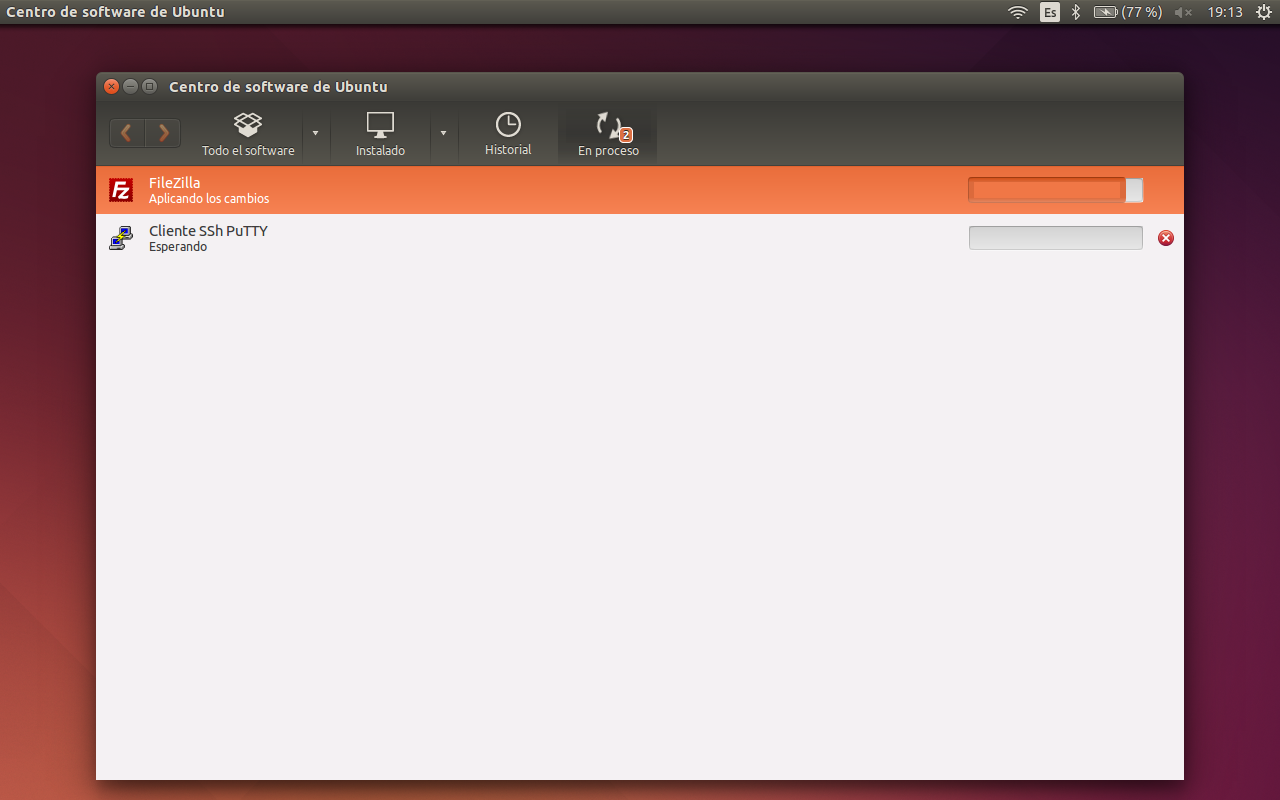 Centro de software de Ubuntu
Es
(77 %)
19:13
Centro de software de Ubuntu
Todo el software
Instalado
Historial
2
En proceso
Fz
FileZilla
Aplicando los cambios
Cliente SSh PuTTY
Esperando